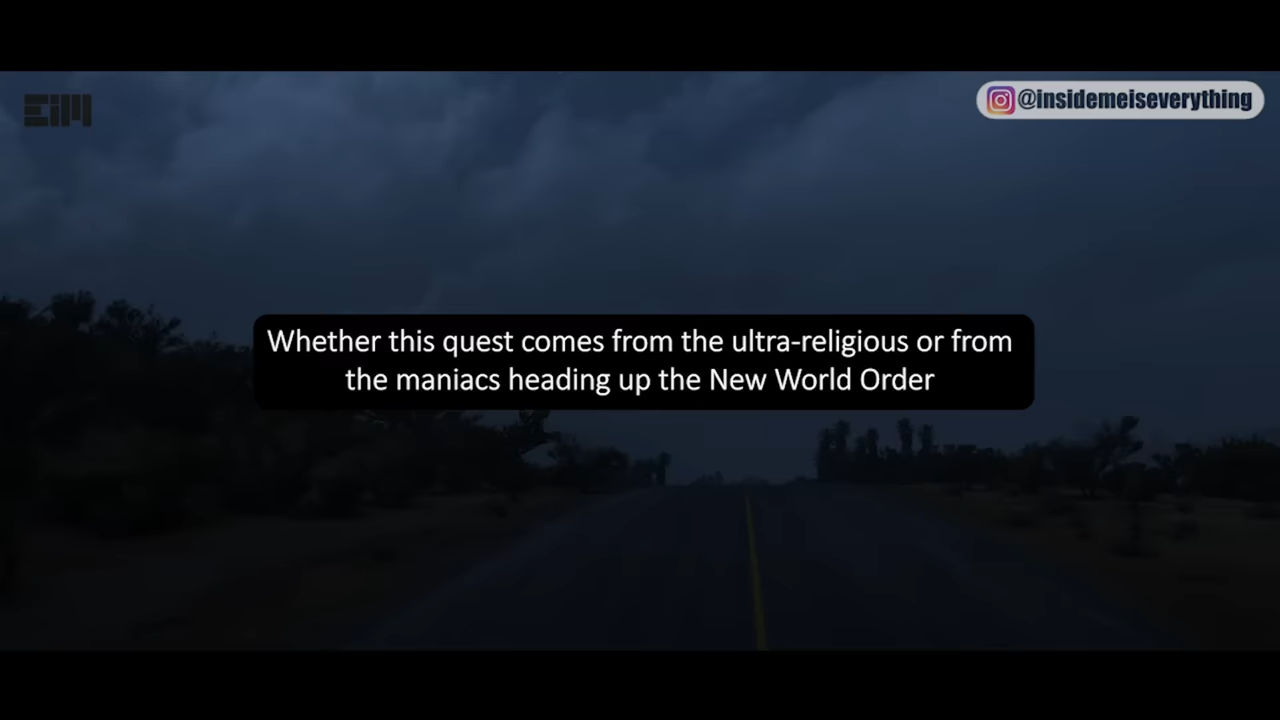 EiM
@insidemeiseverything
Whether this quest comes from the ultra-religious or from
the maniacs heading up the New World Order